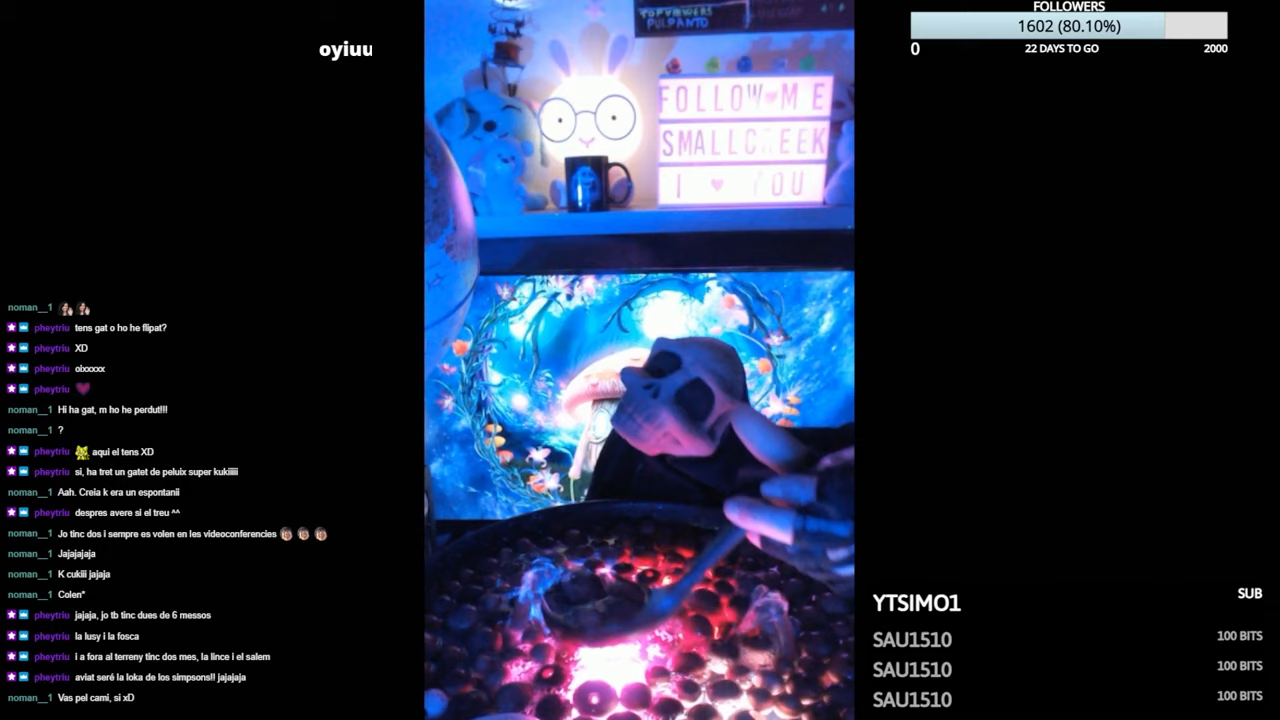 FOLLOWERS
1602 (80.10%)
0
22 DAYS TO GO
2000
oyiuu
PULPANTO
FOLLOW ME
SMALLC EEK
I YOU
noman__1
pheytriu tens gat o ho he flipat?
pheytriu XD
pheytriu oixxxxx
pheytriu
noman__1 Hi ha gat, m ho he perdut!!!
noman__1 ?
pheytriu aqui el tens XD
pheytriu si, ha tret un gatet de peluix super kukiiiii
noman__1 Aah. Creia k era un espontanii
pheytriu despres avere si el treu ^^
noman__1 Jo tinc dos i sempre es volen en les videoconferencies
noman__1 Jajajajaja
noman__1 K cukiii jajaja
noman__1 Colen*
pheytriu jajaja, jo tb tinc dues de 6 messos
pheytriu la lusy i la fosca
pheytriu i a fora al terreny tinc dos mes, la lince i el salem
pheytriu aviat seré la loka de los simpsons!! jajajaja
noman__1 Vas pel cami, si xD
YTSIMO1 SUB
SAU1510 100 BITS
SAU1510 100 BITS
SAU1510 100 BITS